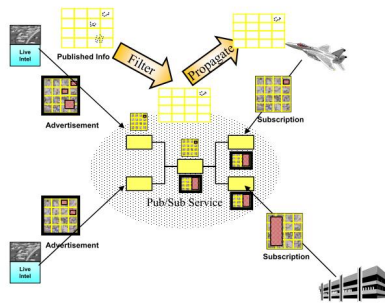 Live
Intel
Published Info
Filter
Propagate
Advertisement
Subscription
Pub/Sub Service
Advertisement
Live
Intel
Subscription